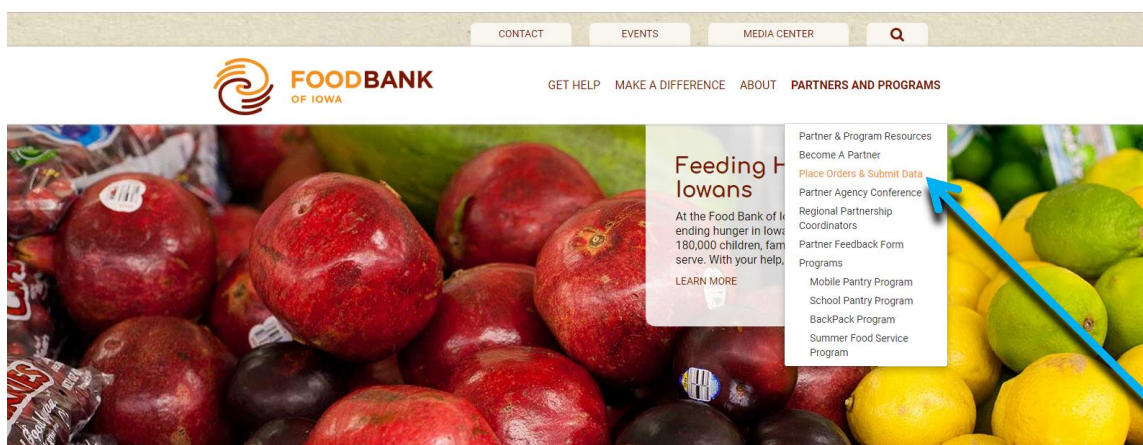 CONTACT
EVENTS
MEDIA CENTER
FOODBANK
OF IOWA
GET HELP
MAKE A DIFFERENCE
ABOUT
PARTNERS AND PROGRAMS
Feeding H
Iowans
At the Food Bank of
ending hunger in Iowa
180,000 children, fam
serve. With your help,
LEARN MORE
Partner & Program Resources
Become A Partner
Place Orders & Submit Data
Partner Agency Conference
Regional Partnership
Coordinators
Partner Feedback Form
Programs
Mobile Pantry Program
School Pantry Program
BackPack Program
Summer Food Service
Program